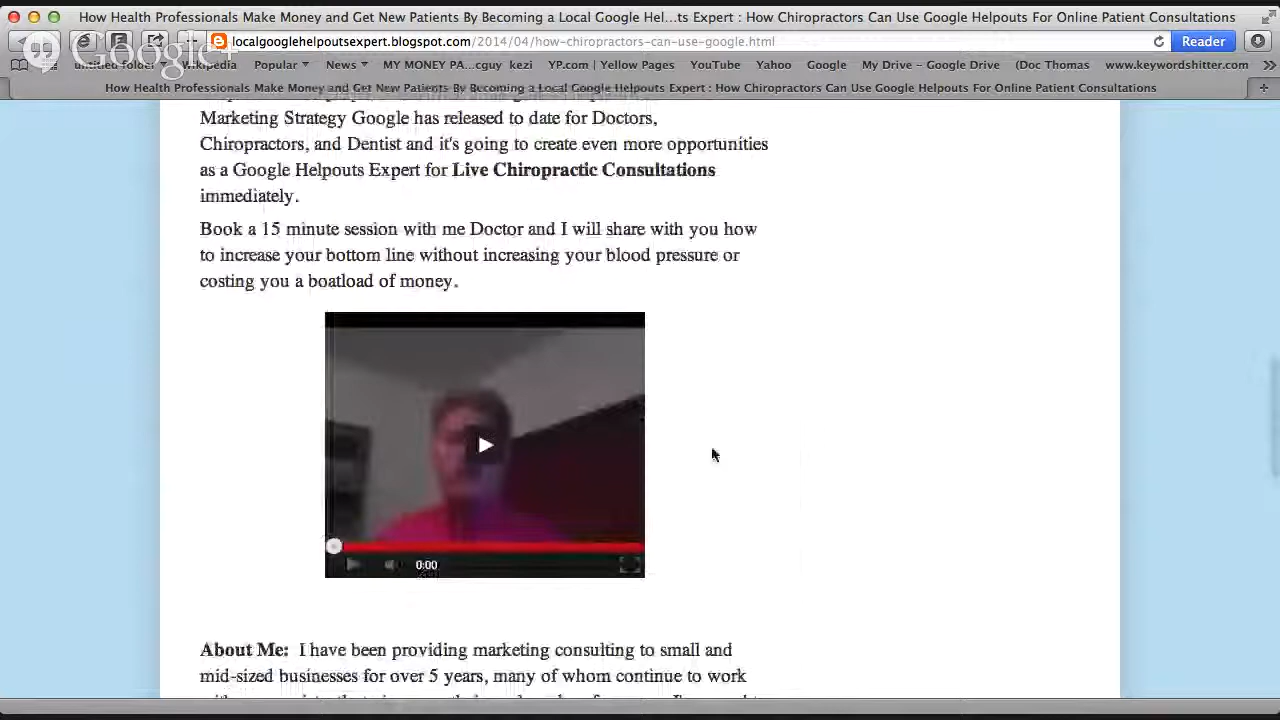 How Health Professionals Make Money and Get New Patients By Becoming a Local Google Hel...ts Expert : How Chiropractors Can Use Google Helpouts For Online Patient Consultations
Google+
localgooglehelpoutsexpert.blogspot.com/2014/04/how-chiropractors-can-use-google.html
Reader
untitled folder Wikipedia Popular News MY MONEY PA...cguy kezi YP.com | Yellow Pages YouTube Yahoo Google My Drive – Google Drive (Doc Thomas www.keywordshitter.com
How Health Professionals Make Money and Get New Patients By Becoming a Local Google Helpouts Expert : How Chiropractors Can Use Google Helpouts For Online Patient Consultations
Marketing Strategy Google has released to date for Doctors,
Chiropractors, and Dentist and it's going to create even more opportunities
as a Google Helpouts Expert for Live Chiropractic Consultations
immediately.
Book a 15 minute session with me Doctor and I will share with you how
to increase your bottom line without increasing your blood pressure or
costing you a boatload of money.
0:00
About Me: I have been providing marketing consulting to small and
mid-sized businesses for over 5 years, many of whom continue to work